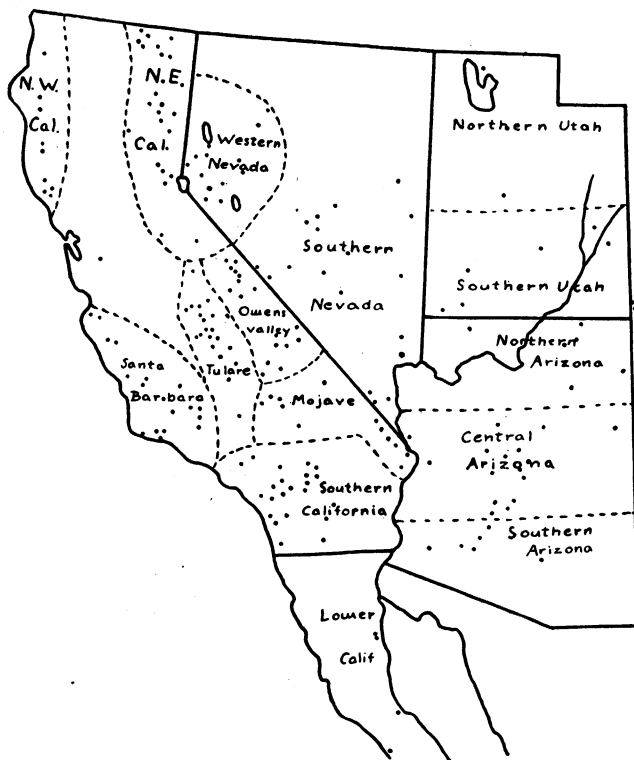 N.W.
Cal.
N.E.
Cal.
Western
Nevada
Northern Utah
Southern
Nevada
Southern Utah
Owens
valley
Northern
Arizona
Santa
Barbara
Tulare
Mojave
Central
Arizona
Southern
California
Southern
Arizona
Lower
Calif